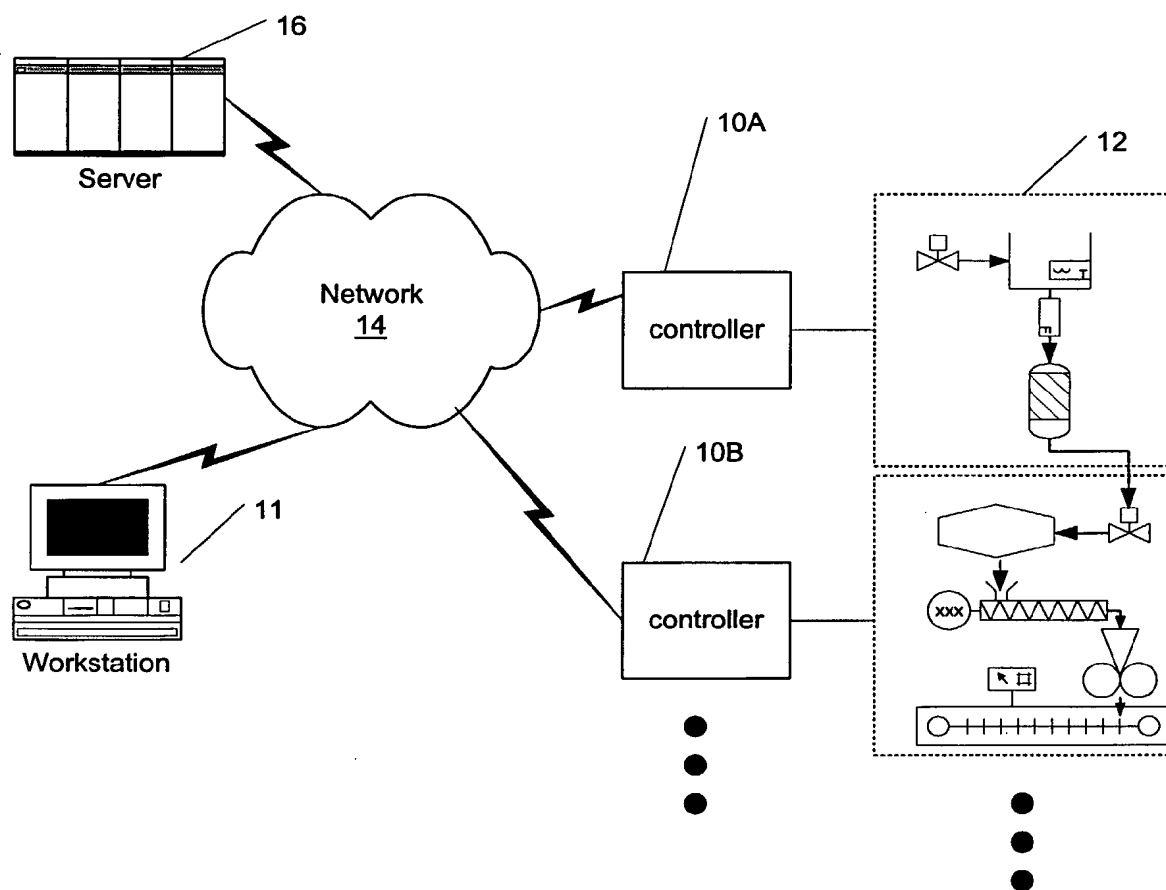 16
Server
10A
12
Network
14
controller
T
F
10B
11
controller
xxx
Workstation